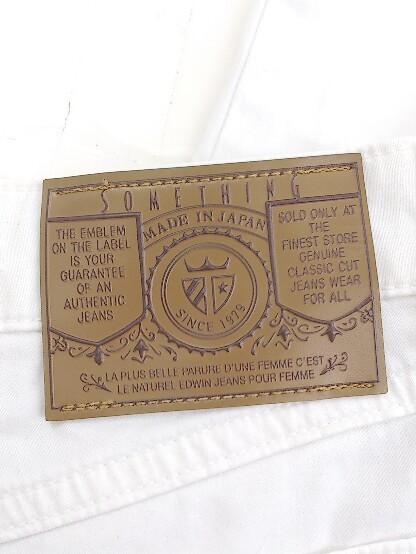 SOMETHING
MADE IN JAPAN
THE EMBLEM
ON THE LABEL
IS YOUR
GUARANTEE
OF AN
AUTHENTIC
JEANS
SOLD ONLY AT
THE
FINEST STORE
GENUINE
CLASSIC CUT
JEANS WEAR
FOR ALL
SINCE 1979
LA PLUS BELLE PARURE D'UNE FEMME C'EST
LE NATUREL EDWIN JEANS POUR FEMME